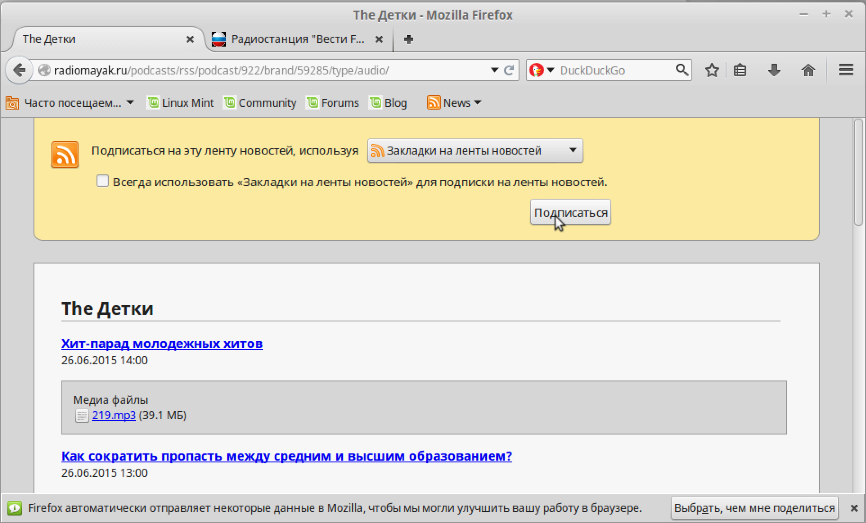 The Детки - Mozilla Firefox
The Детки
Радиостанция "Вести F...
radiomayak.ru/podcasts/rss/podcast/922/brand/59285/type/audio/
DuckDuckGo
Часто посещаем...
Linux Mint
Community
Forums
Blog
News
Подписаться на эту ленту новостей, используя Закладки на ленты новостей
Всегда использовать «Закладки на ленты новостей» для подписки на ленты новостей.
Подписаться
The Детки
Хит-парад молодежных хитов
26.06.2015 14:00
Медиа файлы
219.mp3 (39.1 МБ)
Как сократить пропасть между средним и высшим образованием?
26.06.2015 13:00
Firefox автоматически отправляет некоторые данные в Mozilla, чтобы мы могли улучшить вашу работу в браузере.
Выбрать, чем мне поделиться